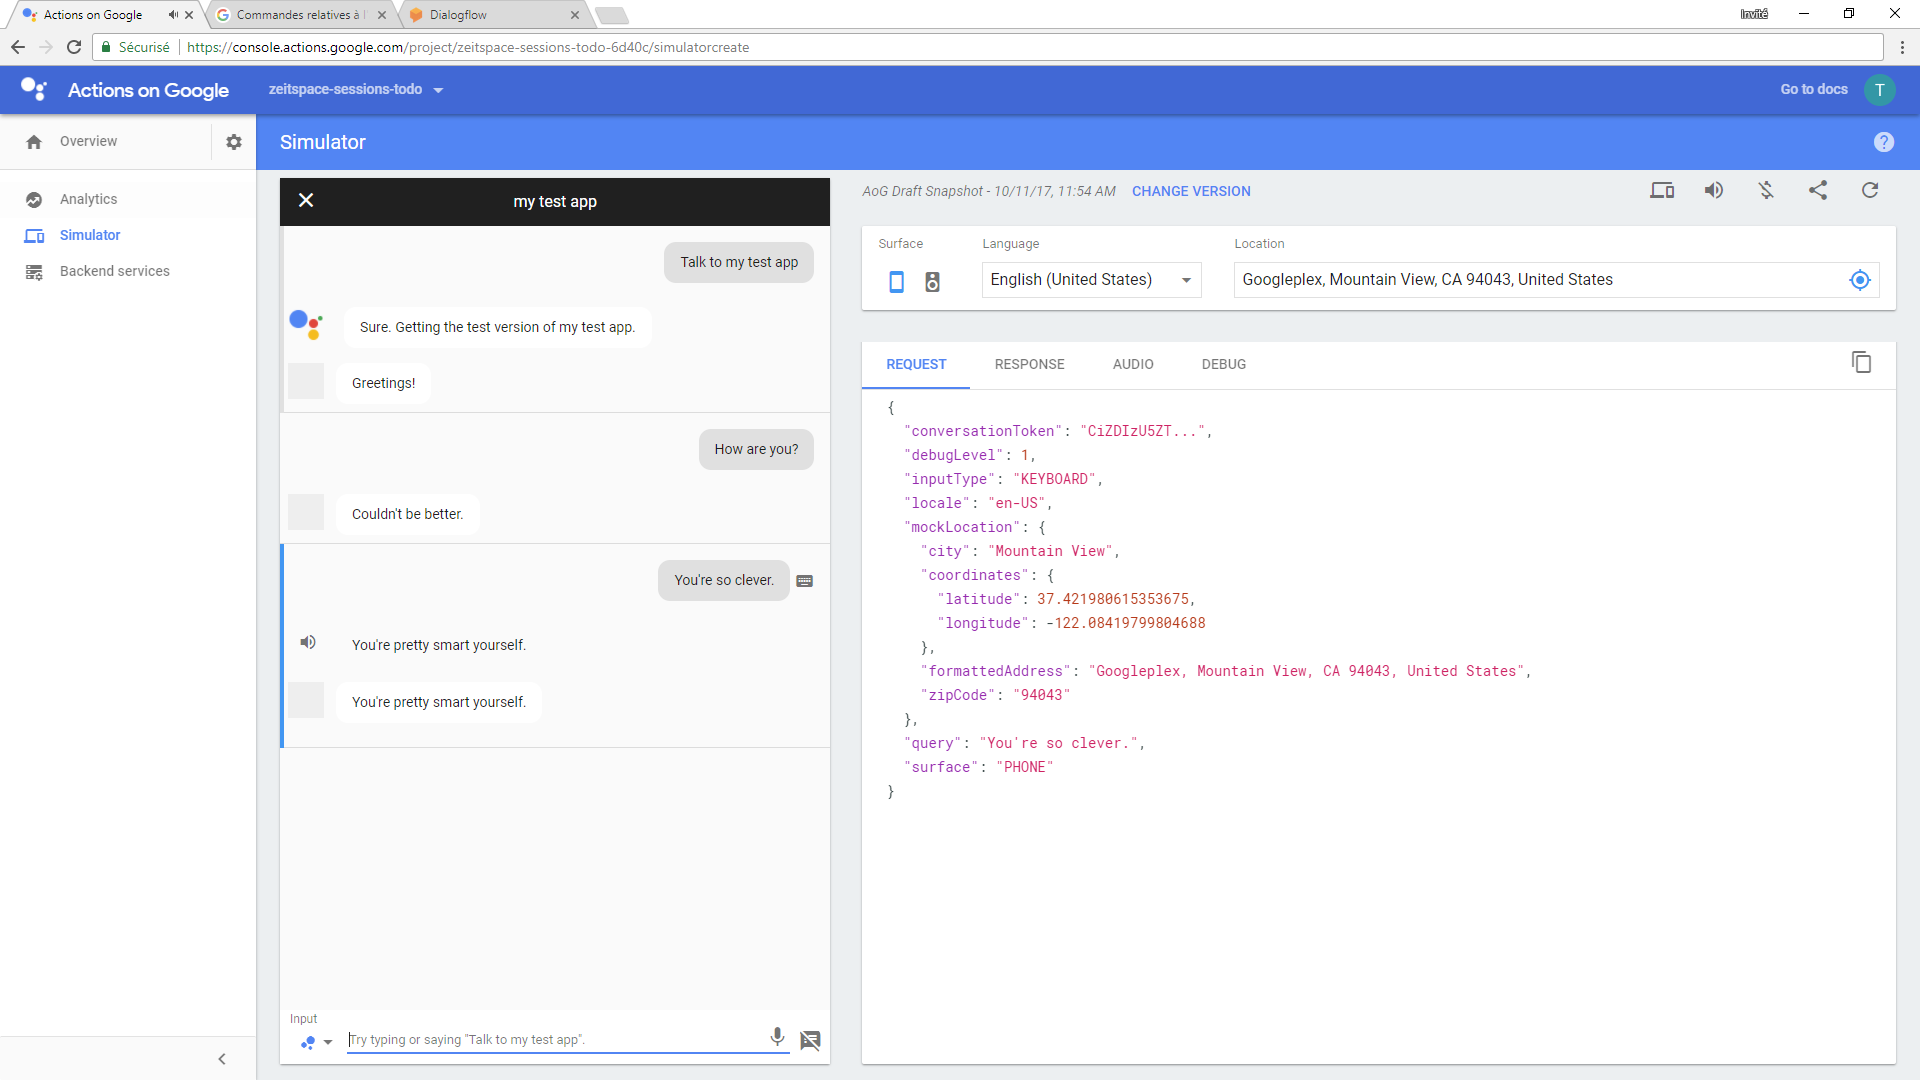 Actions on Google
Commandes relatives à l'
Dialogflow
Invité
Sécurisé
https://console.actions.google.com/project/zeitspace-sessions-todo-6d40c/simulatorcreate
Actions on Google
zeitspace-sessions-todo
Go to docs
T
Overview
Simulator
?
Analytics
Simulator
Backend services
my test app
Talk to my test app
Sure. Getting the test version of my test app.
Greetings!
How are you?
Couldn't be better.
You're so clever.
You're pretty smart yourself.
You're pretty smart yourself.
Input
Try typing or saying "Talk to my test app".
AoG Draft Snapshot - 10/11/17, 11:54 AM
CHANGE VERSION
Surface
Language
Location
English (United States)
Googleplex, Mountain View, CA 94043, United States
REQUEST
RESPONSE
AUDIO
DEBUG
{
"conversationToken": "CiZDIzU5ZT...",
"debugLevel": 1,
"inputType": "KEYBOARD",
"locale": "en-US",
"mockLocation": {
"city": "Mountain View",
"coordinates": {
"latitude": 37.421980615353675,
"longitude": -122.08419799804688
},
"formattedAddress": "Googleplex, Mountain View, CA 94043, United States",
"zipCode": "94043"
},
"query": "You're so clever.",
"surface": "PHONE"
}